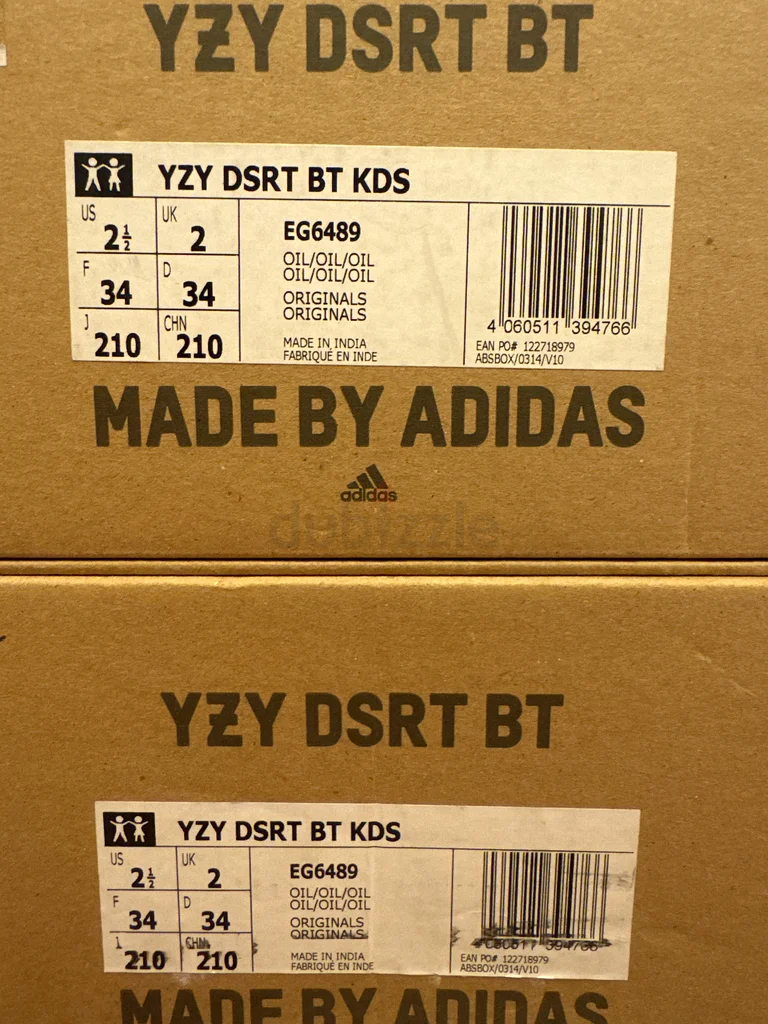 YZY DSRT BT
YZY DSRT BT KDS
US 2½ UK 2
F 34 D 34
J 210 CHN 210
EG6489
OIL/OIL/OIL
OIL/OIL/OIL
ORIGINALS
ORIGINALS
MADE IN INDIA
FABRIQUÉ EN INDE
4 060511 394766
EAN PO# 122718979
ABSBOX/0314/V10
MADE BY ADIDAS
adidas
debizzle
YZY DSRT BT
YZY DSRT BT KDS
US 2½ UK 2
F 34 D 34
210 CHN 210
EG6489
OIL/OIL/OIL
OIL/OIL/OIL
ORIGINALS
ORIGINALS
MADE IN INDIA
FABRIQUÉ EN INDE
EAN PO# 122718979
ABSBOX/0314/V10
MADE BY ADIDAS